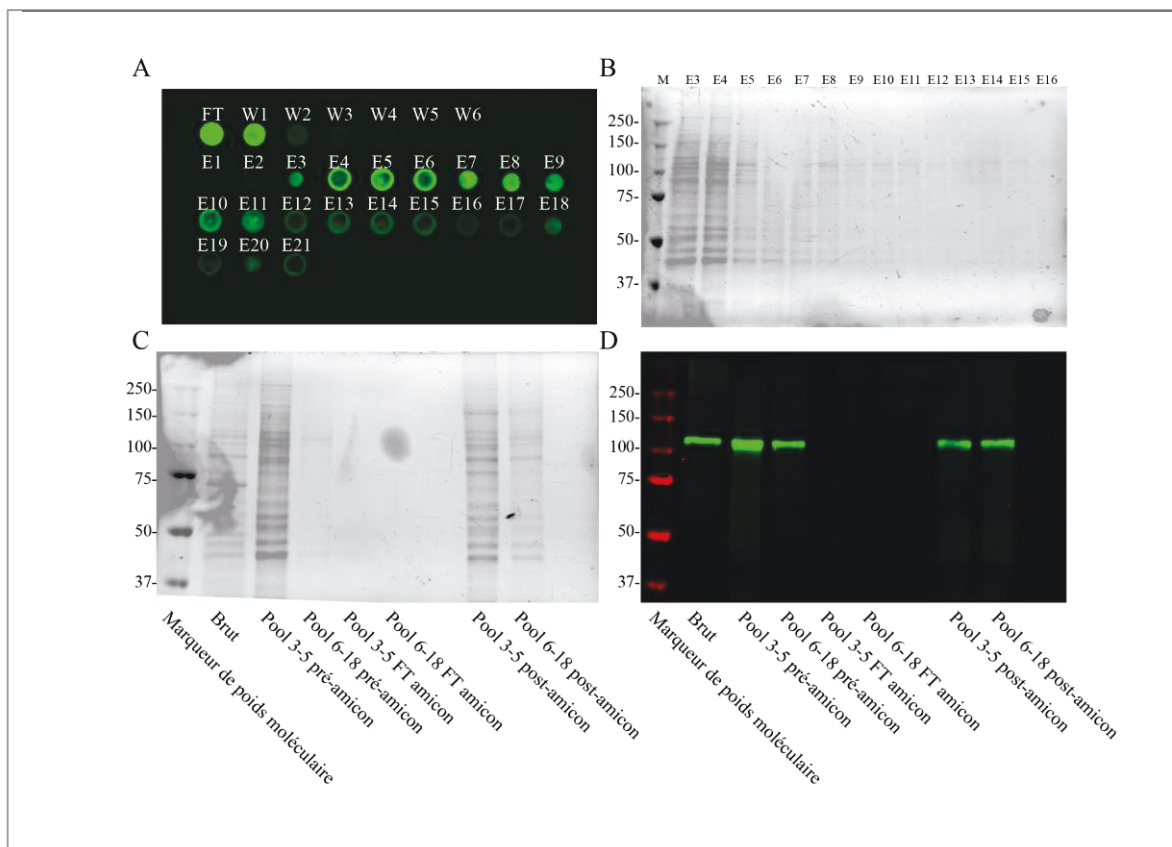 A
FT W1 W2 W3 W4 W5 W6
E1 E2 E3 E4 E5 E6 E7 E8 E9
E10 E11 E12 E13 E14 E15 E16 E17 E18
E19 E20 E21
B
M E3 E4 E5 E6 E7 E8 E9 E10 E11 E12 E13 E14 E15 E16
250-
150-
100-
75-
50-
37-
C
250-
150-
100-
75-
50-
37-
Marqueur de poids moléculaire
Brut
Pool 3-5 pré-amicon
Pool 6-18 pré-amicon
Pool 3-5 FT amicon
Pool 6-18 FT amicon
Pool 3-5 post-amicon
Pool 6-18 post-amicon
D
250-
150-
100-
75-
50-
37-
Marqueur de poids moléculaire
Brut
Pool 3-5 pré-amicon
Pool 6-18 pré-amicon
Pool 3-5 FT amicon
Pool 6-18 FT amicon
Pool 3-5 post-amicon
Pool 6-18 post-amicon